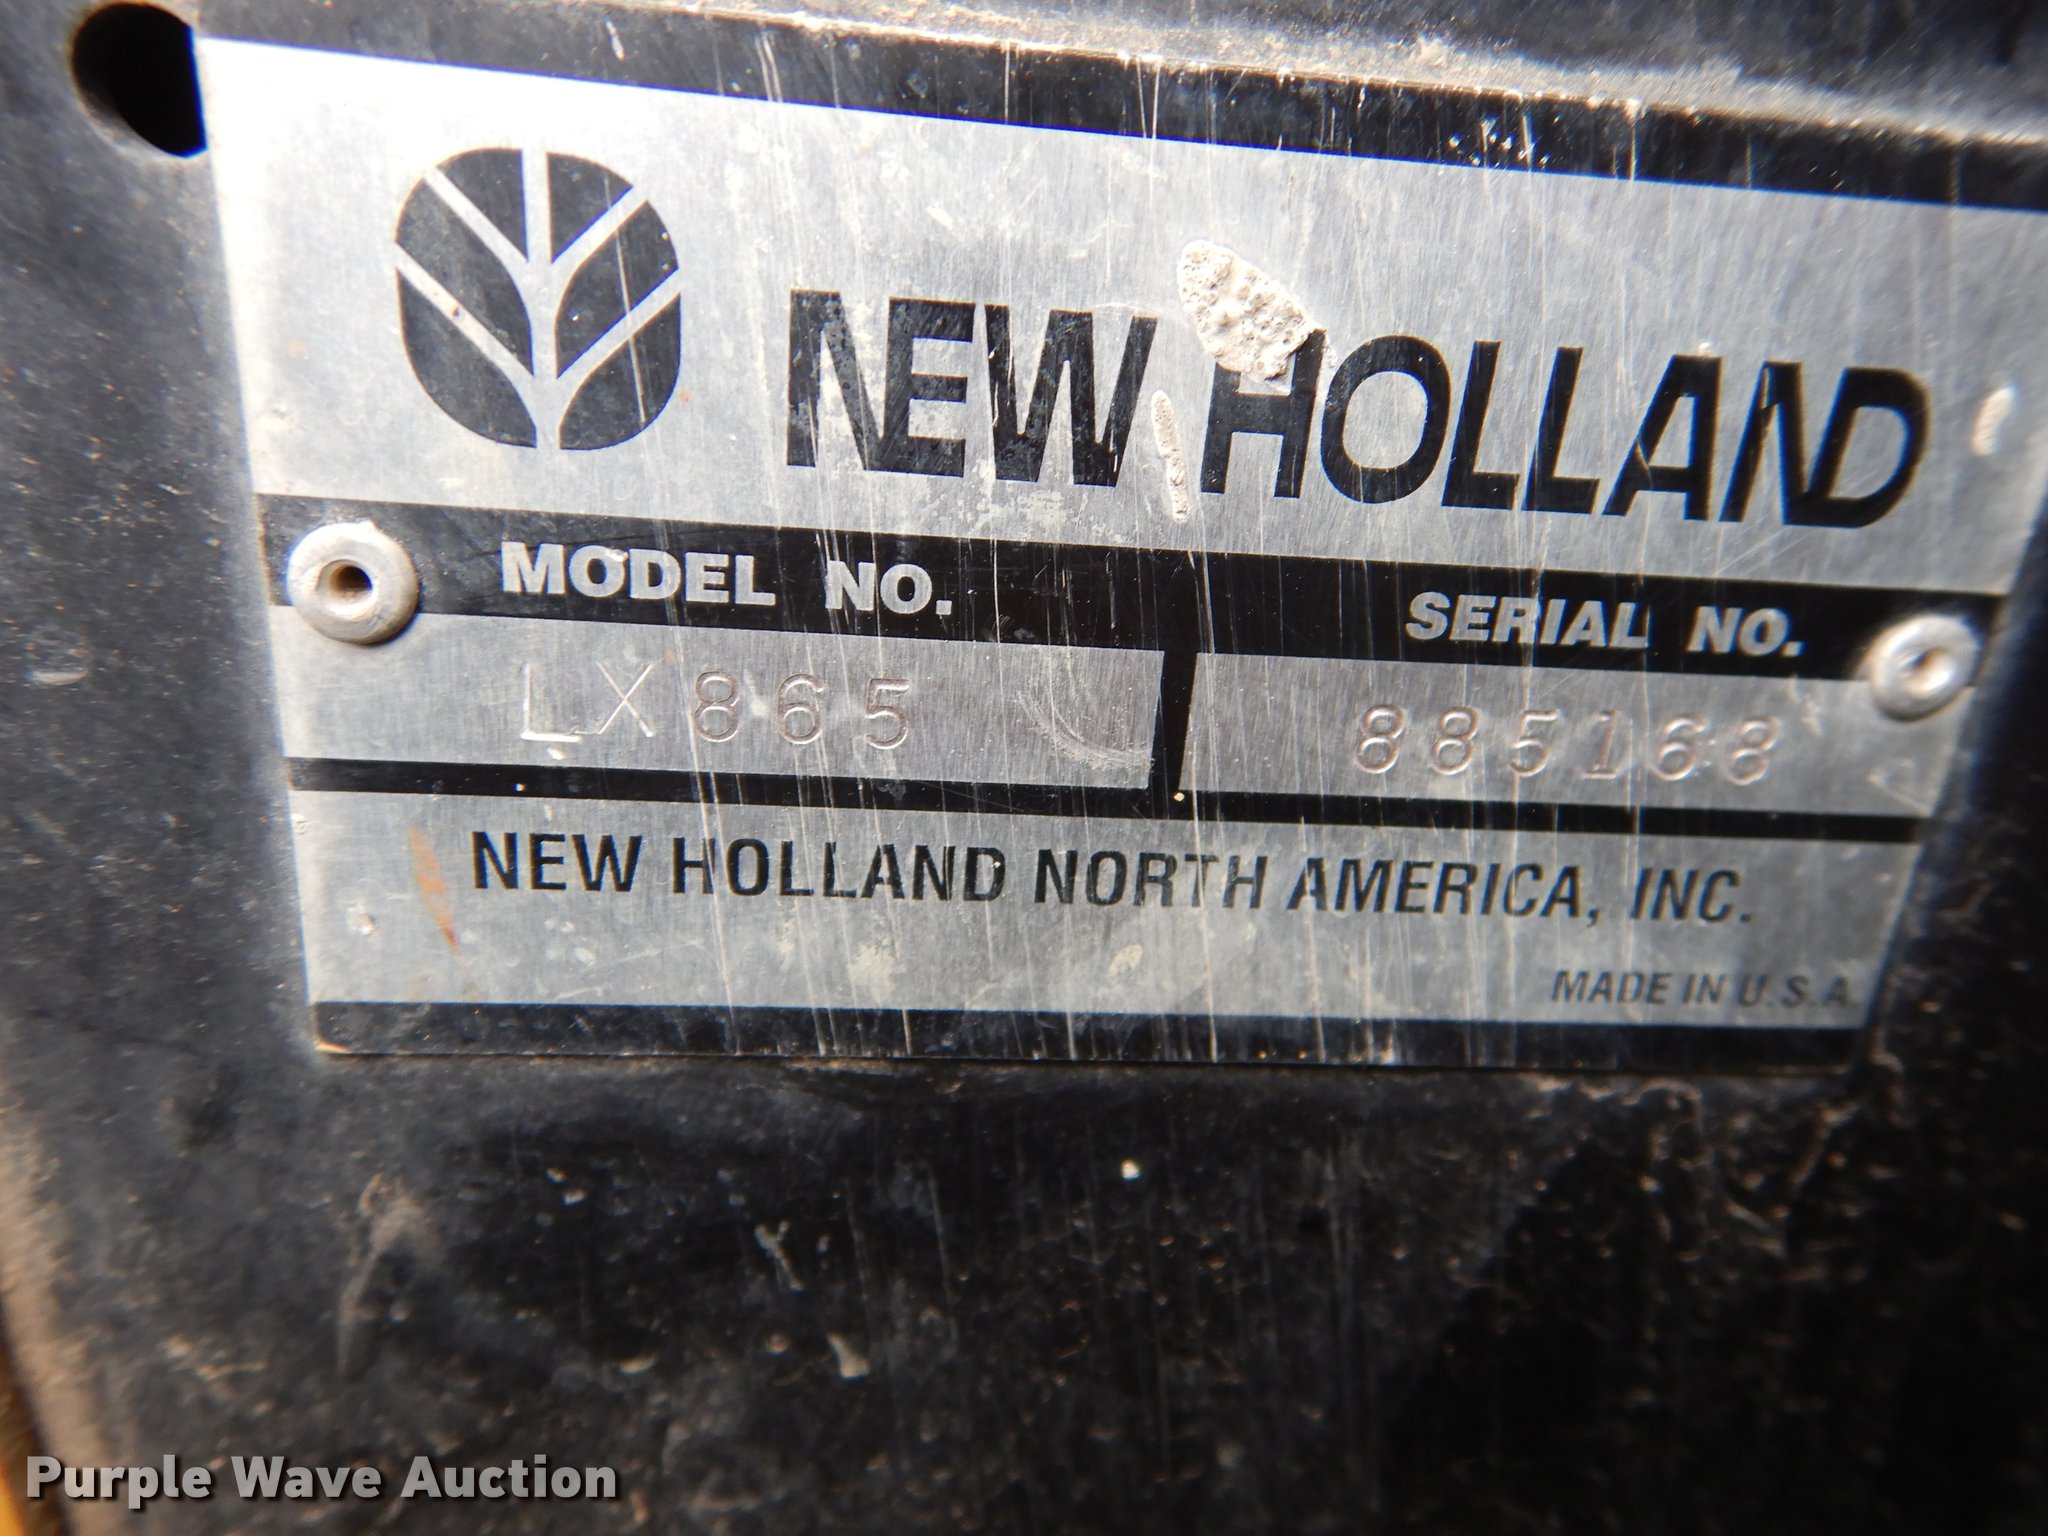 NEW HOLLAND
MODEL NO. SERIAL NO.
LX865 885168
NEW HOLLAND NORTH AMERICA, INC.
MADE IN U.S.A.
Purple Wave Auction